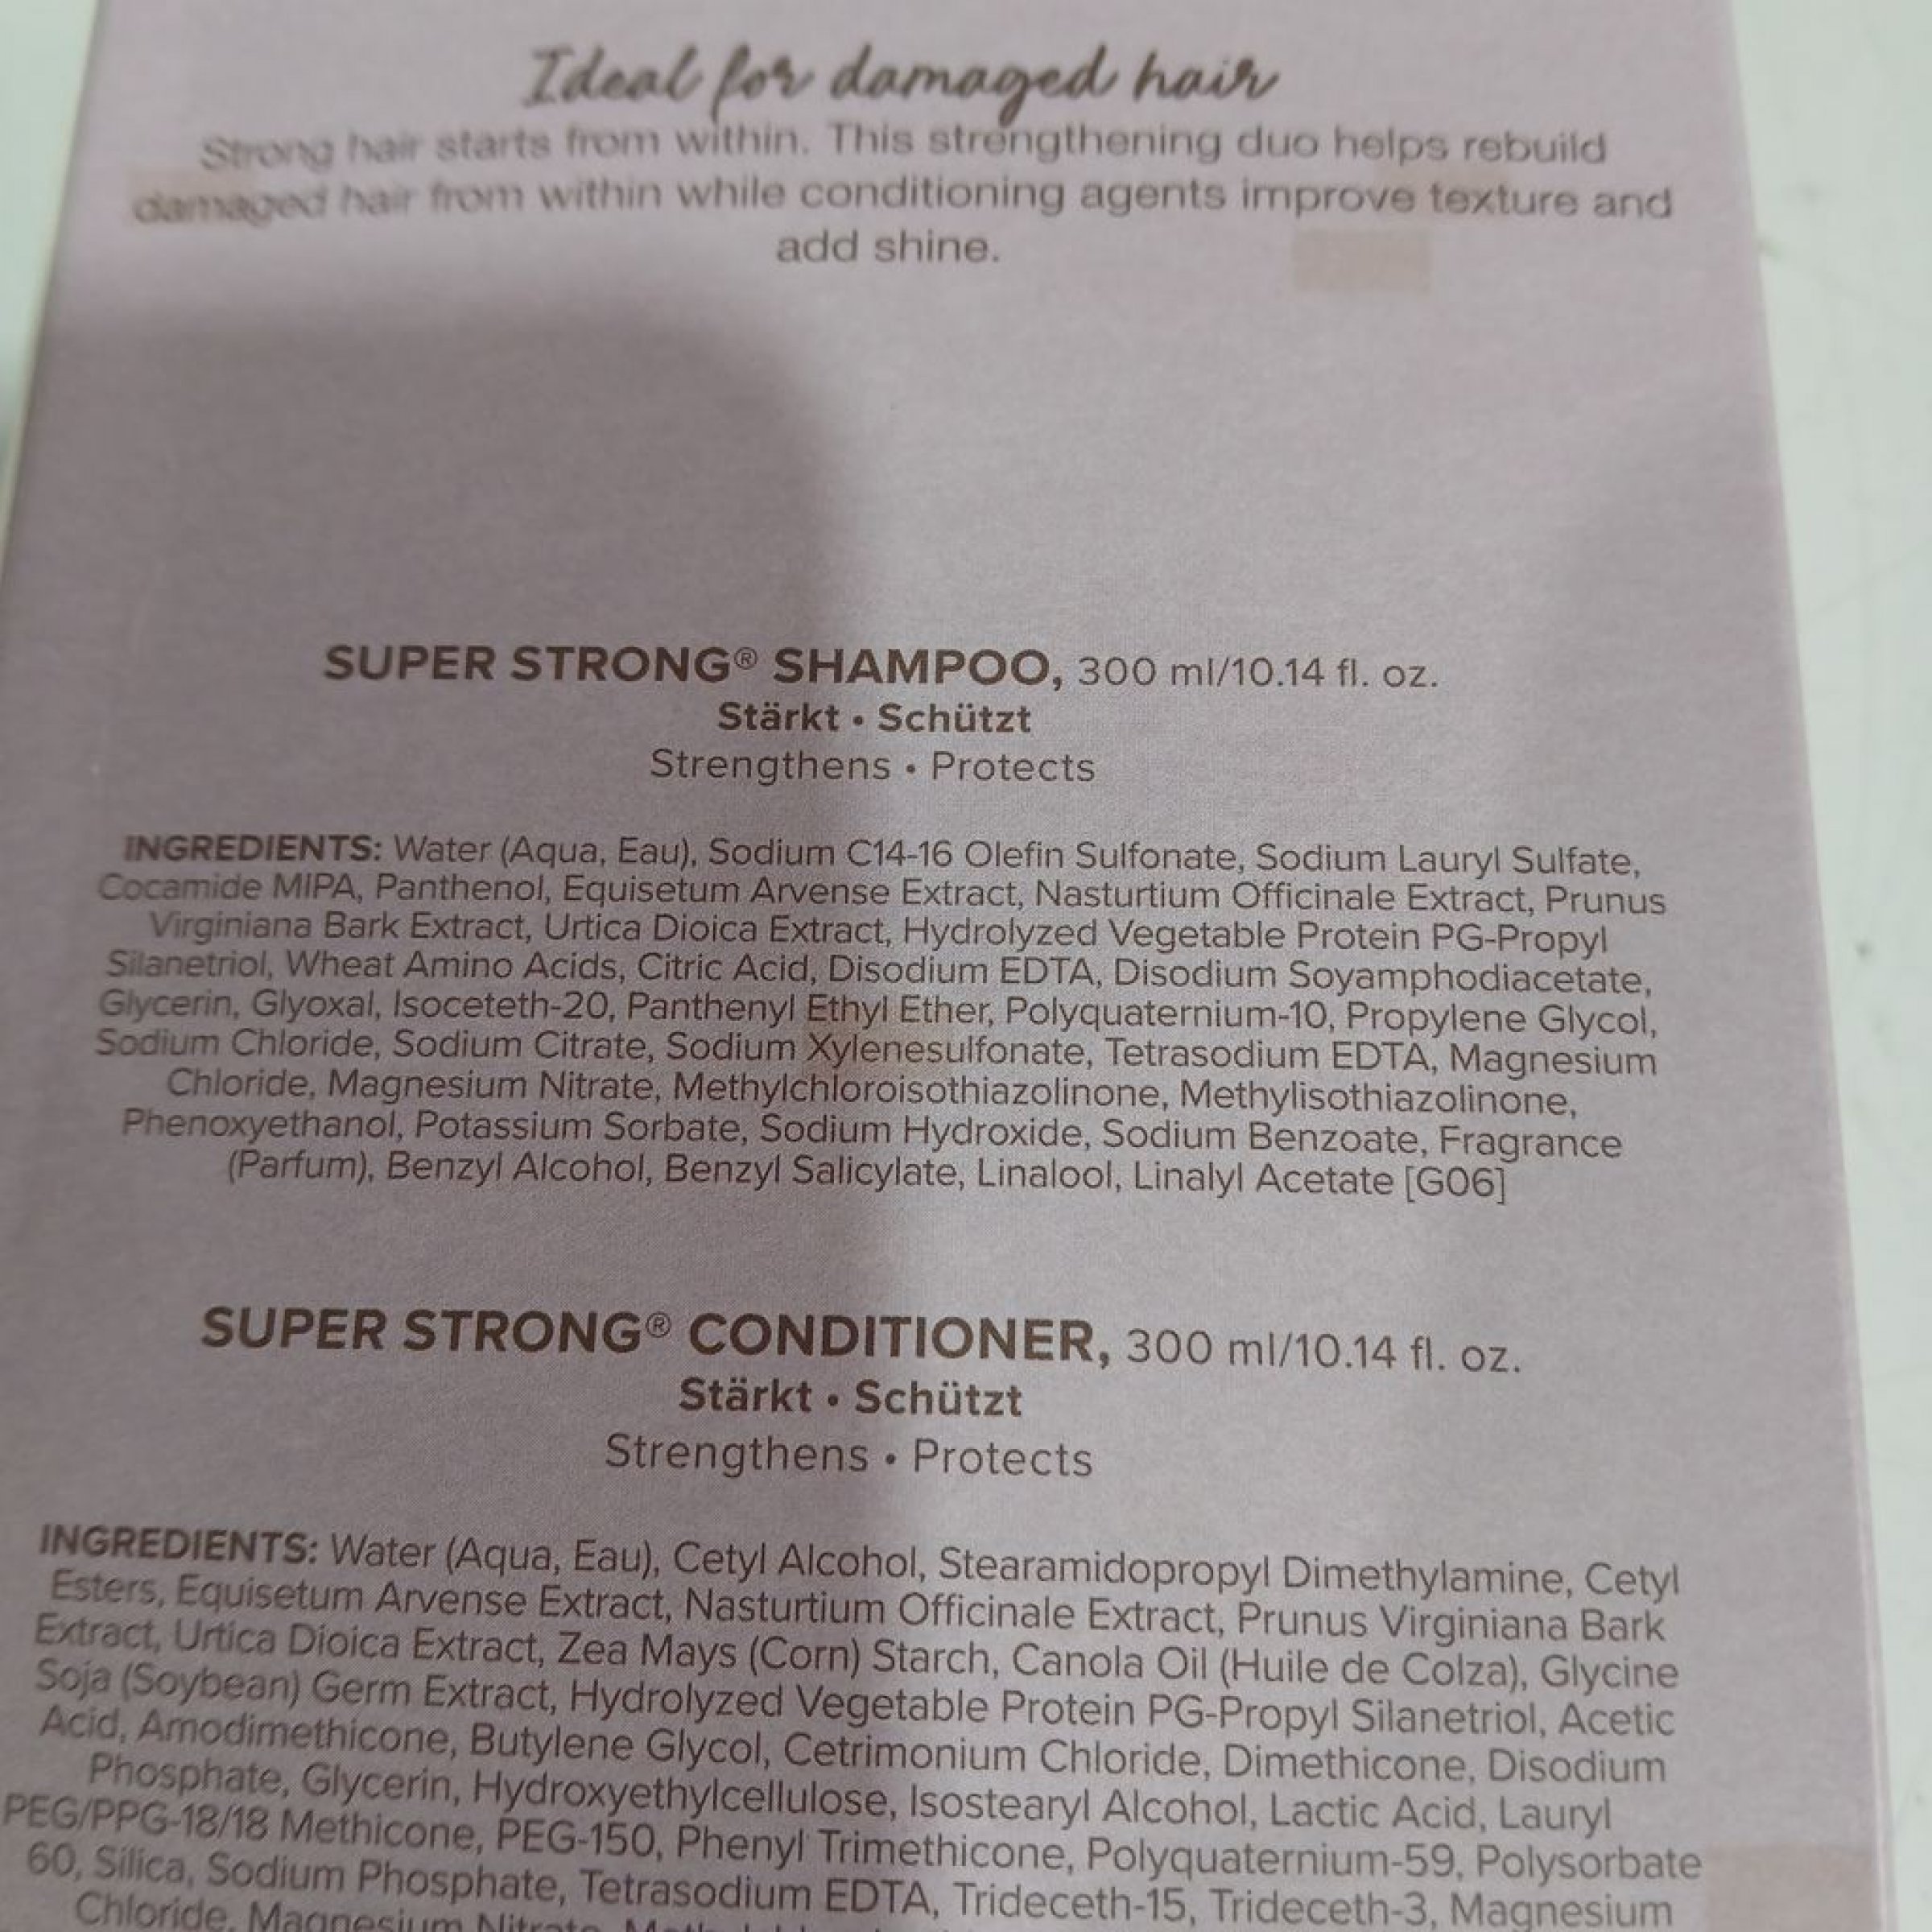 Ideal for damaged hair
Strong hair starts from within. This strengthening duo helps rebuild
damaged hair from within while conditioning agents improve texture and
add shine.
SUPER STRONG® SHAMPOO, 300 ml/10.14 fl. oz.
Stärkt • Schützt
Strengthens • Protects
INGREDIENTS: Water (Aqua, Eau), Sodium C14-16 Olefin Sulfonate, Sodium Lauryl Sulfate,
Cocamide MIPA, Panthenol, Equisetum Arvense Extract, Nasturtium Officinale Extract, Prunus
Virginiana Bark Extract, Urtica Dioica Extract, Hydrolyzed Vegetable Protein PG-Propyl
Silanetriol, Wheat Amino Acids, Citric Acid, Disodium EDTA, Disodium Soyamphodiacetate,
Glycerin, Glyoxal, Isoceteth-20, Panthenyl Ethyl Ether, Polyquaternium-10, Propylene Glycol,
Sodium Chloride, Sodium Citrate, Sodium Xylenesulfonate, Tetrasodium EDTA, Magnesium
Chloride, Magnesium Nitrate, Methylchloroisothiazolinone, Methylisothiazolinone,
Phenoxyethanol, Potassium Sorbate, Sodium Hydroxide, Sodium Benzoate, Fragrance
(Parfum), Benzyl Alcohol, Benzyl Salicylate, Linalool, Linalyl Acetate [G06]
SUPER STRONG® CONDITIONER, 300 ml/10.14 fl. oz.
Stärkt • Schützt
Strengthens • Protects
INGREDIENTS: Water (Aqua, Eau), Cetyl Alcohol, Stearamidopropyl Dimethylamine, Cetyl
Esters, Equisetum Arvense Extract, Nasturtium Officinale Extract, Prunus Virginiana Bark
Extract, Urtica Dioica Extract, Zea Mays (Corn) Starch, Canola Oil (Huile de Colza), Glycine
Soja (Soybean) Germ Extract, Hydrolyzed Vegetable Protein PG-Propyl Silanetriol, Acetic
Acid, Amodimethicone, Butylene Glycol, Cetrimonium Chloride, Dimethicone, Disodium
Phosphate, Glycerin, Hydroxyethylcellulose, Isostearyl Alcohol, Lactic Acid, Lauryl
PEG/PPG-18/18 Methicone, PEG-150, Phenyl Trimethicone, Polyquaternium-59, Polysorbate
60, Silica, Sodium Phosphate, Tetrasodium EDTA, Trideceth-15, Trideceth-3, Magnesium
Chloride, Magnesium